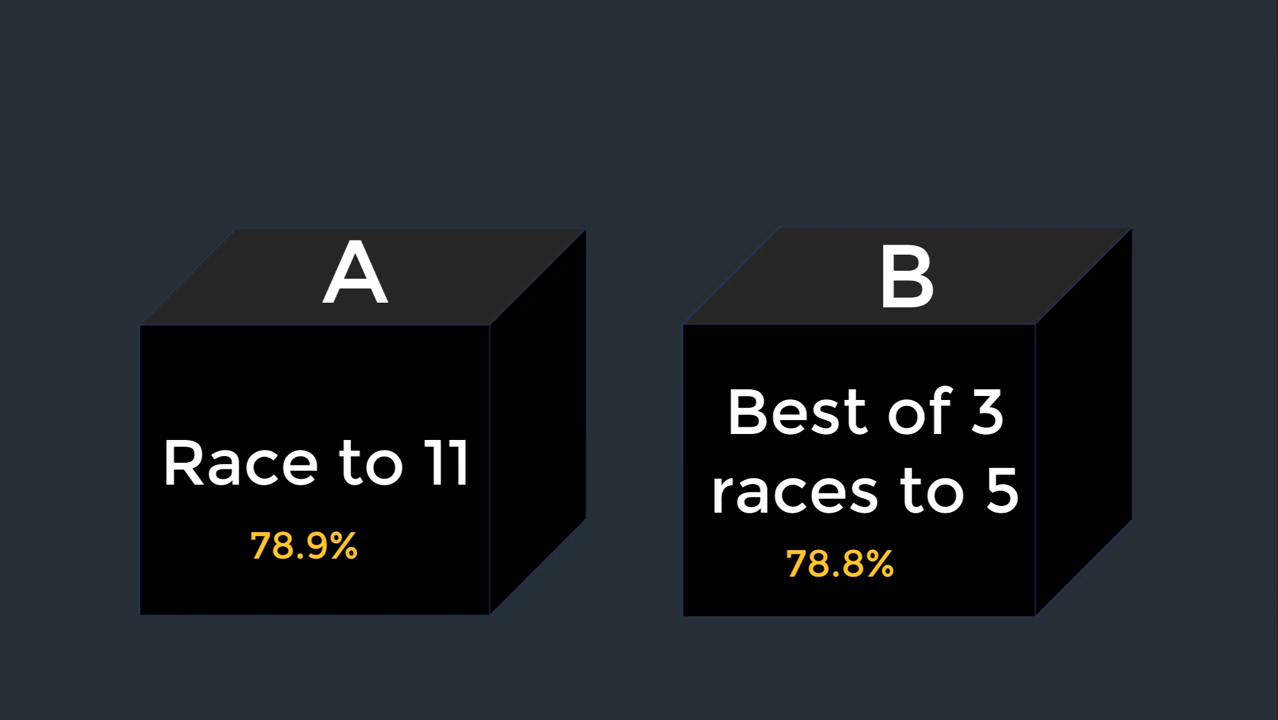 A
Race to 11
78.9%
B
Best of 3
races to 5
78.8%